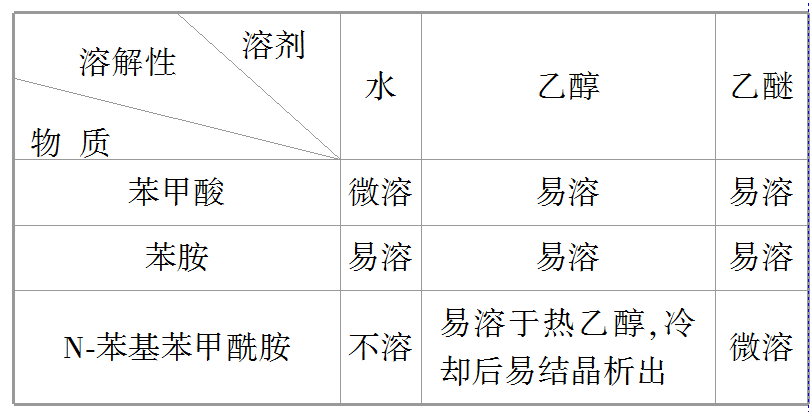 溶剂
溶解性
物 质
水
乙醇
乙醚
苯甲酸
微溶
易溶
易溶
苯胺
易溶
易溶
易溶
N-苯基苯甲酰胺
不溶
易溶于热乙醇,冷
却后易结晶析出
微溶